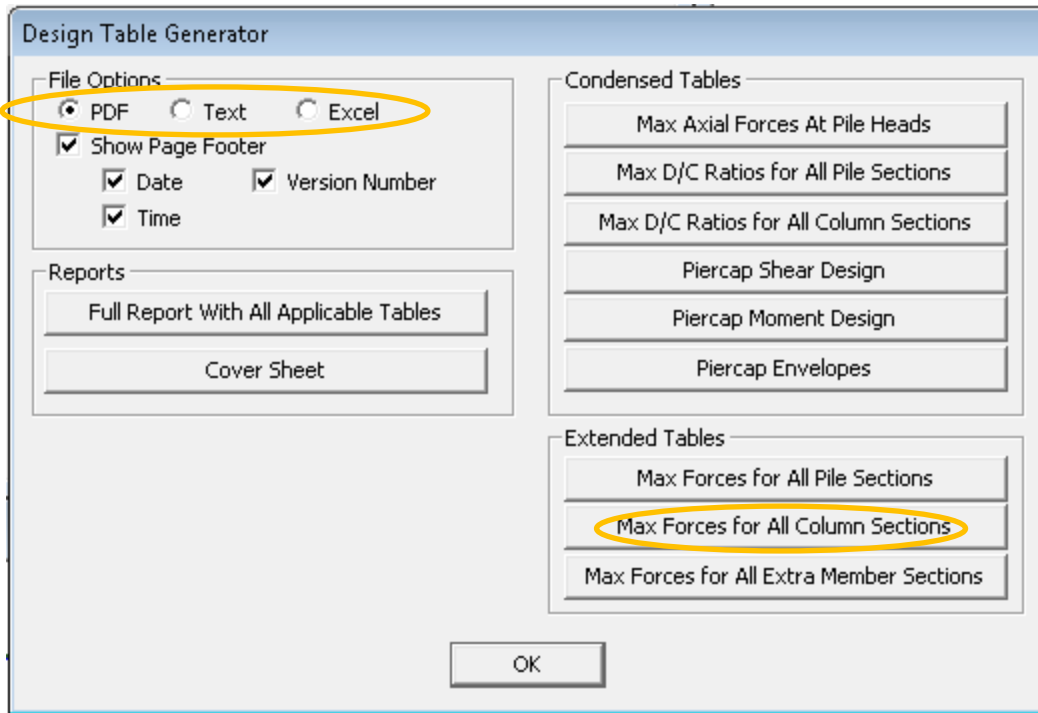 Design Table Generator
File Options
PDF Text Excel
Show Page Footer
Date Version Number
Time
Reports
Full Report With All Applicable Tables
Cover Sheet
Condensed Tables
Max Axial Forces At Pile Heads
Max D/C Ratios for All Pile Sections
Max D/C Ratios for All Column Sections
Piercap Shear Design
Piercap Moment Design
Piercap Envelopes
Extended Tables
Max Forces for All Pile Sections
Max Forces for All Column Sections
Max Forces for All Extra Member Sections
OK